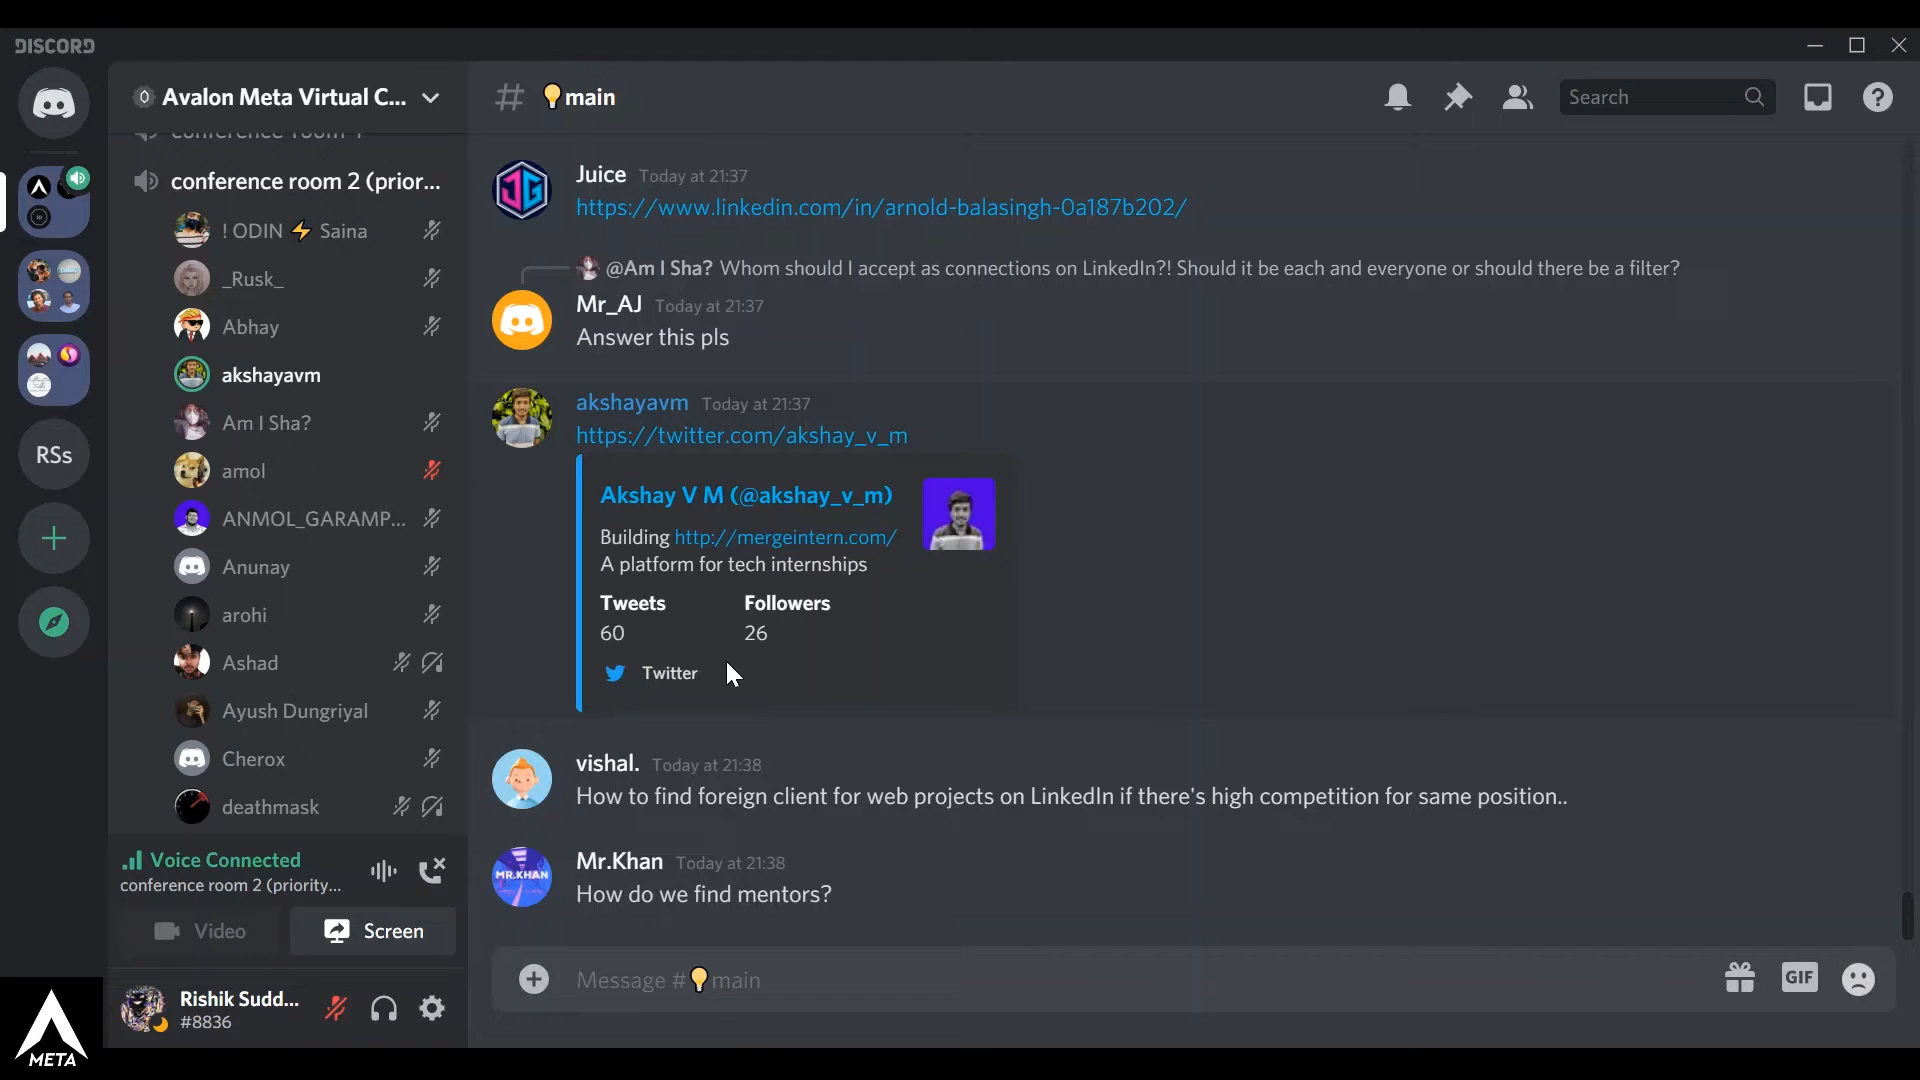 DISCORD
Avalon Meta Virtual C...
conference room 2 (prior...
! ODIN ⚡ Saina
_Rusk_
Abhay
akshayavm
Am I Sha?
amol
ANMOL_GARAMP...
Anunay
arohi
Ashad
Ayush Dungriyal
Cherox
deathmask
RSs
Voice Connected
conference room 2 (priority...
Video
Screen
Rishik Sudd...
#8836
META
# 💡main
Search
Juice Today at 21:37
https://www.linkedin.com/in/arnold-balasingh-0a187b202/
@Am I Sha? Whom should I accept as connections on LinkedIn?! Should it be each and everyone or should there be a filter?
Mr_AJ Today at 21:37
Answer this pls
akshayavm Today at 21:37
https://twitter.com/akshay_v_m
Akshay V M (@akshay_v_m)
Building http://mergeintern.com/
A platform for tech internships
Tweets Followers
60 26
Twitter
vishal. Today at 21:38
How to find foreign client for web projects on LinkedIn if there's high competition for same position..
MR.KHAN
Mr.Khan Today at 21:38
How do we find mentors?
Message #💡main
GIF